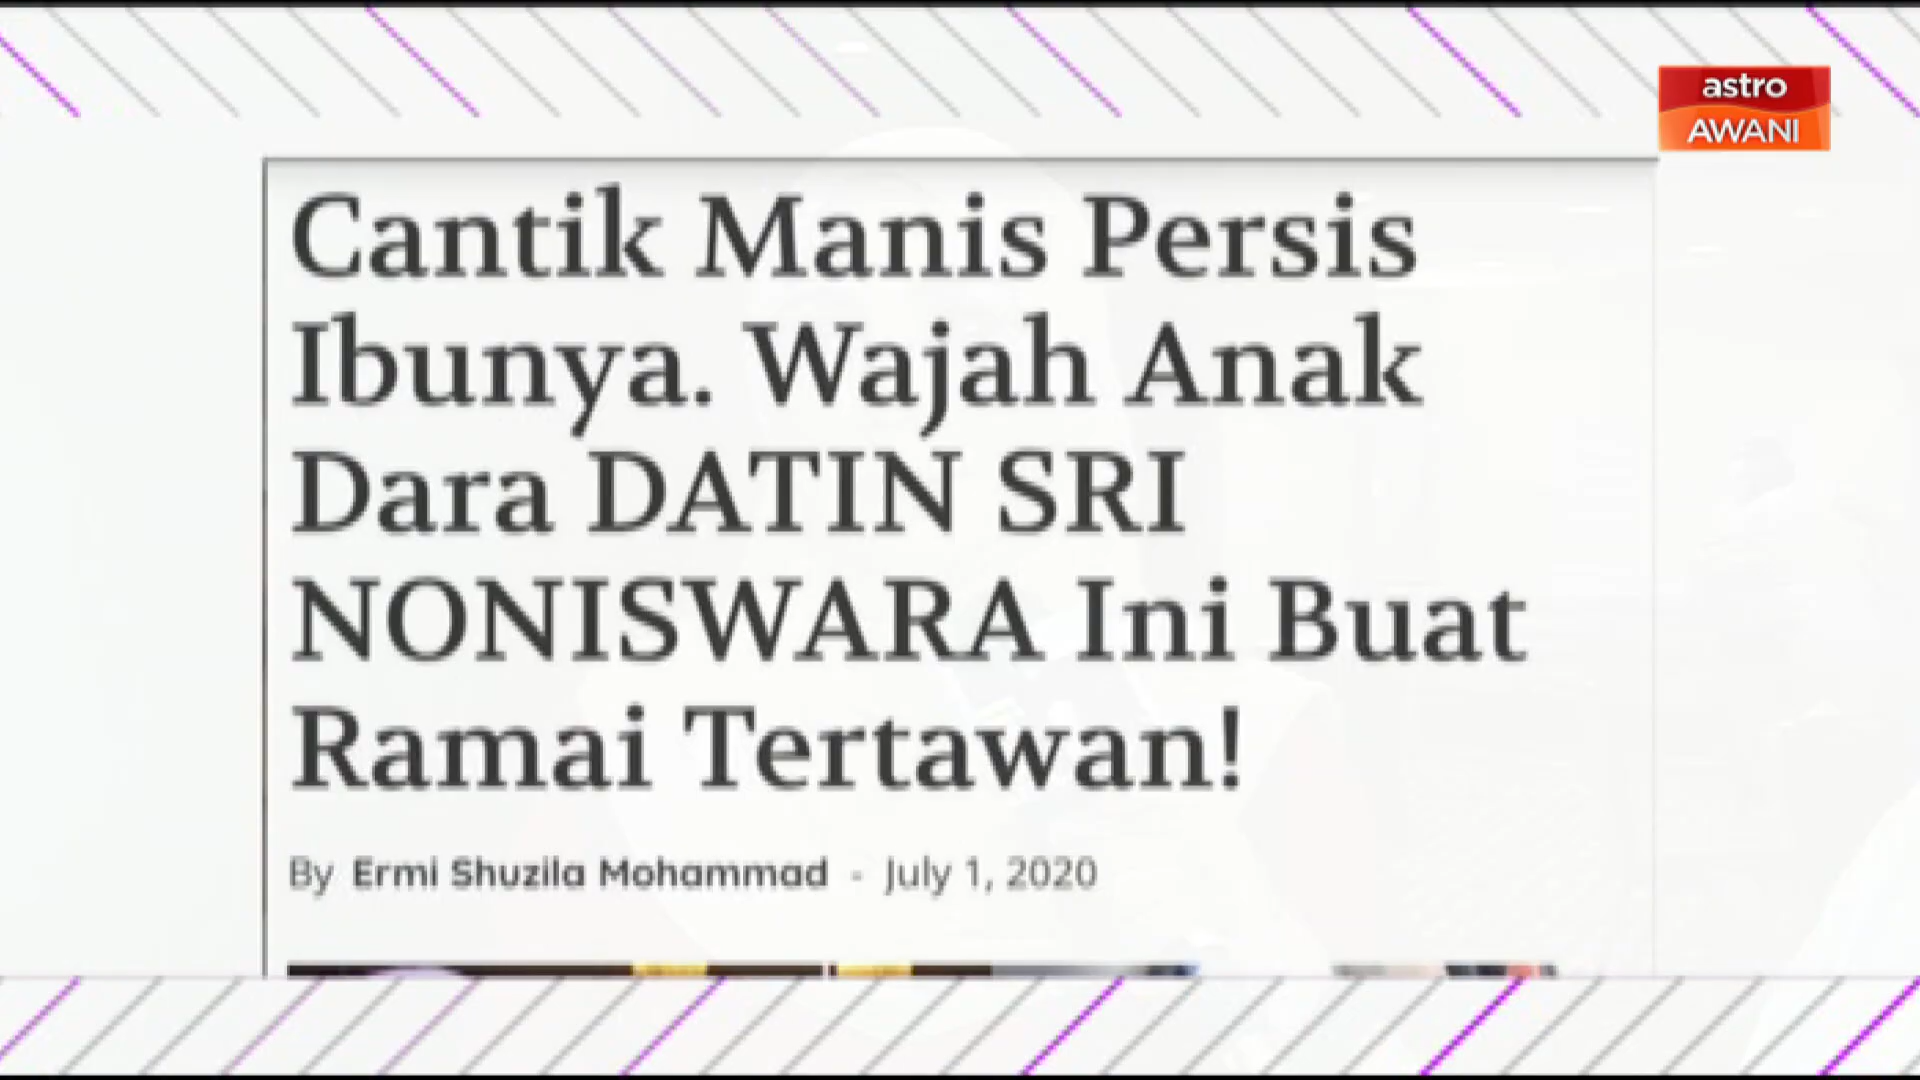 astro
AWANI
Cantik Manis Persis
Ibunya. Wajah Anak
Dara DATIN SRI
NONISWARA Ini Buat
Ramai Tertawan!
By Ermi Shuzila Mohammad - July 1, 2020